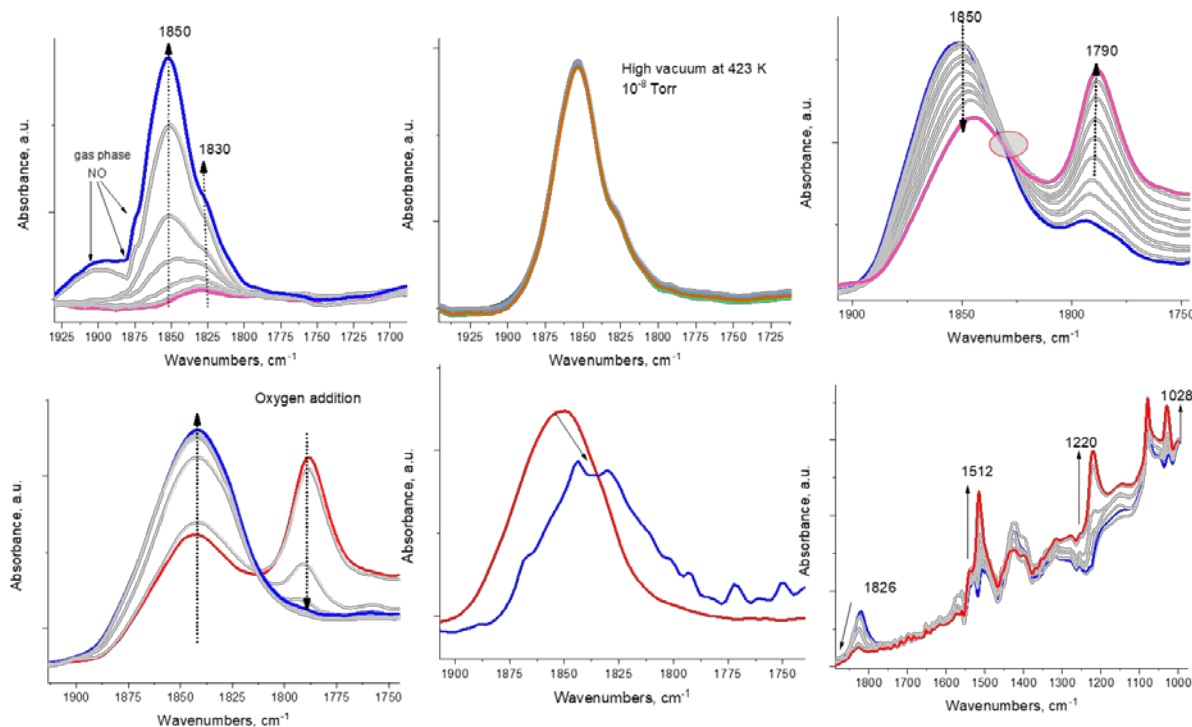 1850
1830
gas phase
NO
Absorbance, a.u.
1925 1900 1875 1850 1825 1800 1775 1750 1725 1700
Wavenumbers, cm-1
High vacuum at 423 K
10-8 Torr
Absorbance, a.u.
1925 1900 1875 1850 1825 1800 1775 1750 1725
Wavenumbers, cm-1
1850
1790
Absorbance, a.u.
1900 1850 1800 1750
Wavenumbers, cm-1
Oxygen addition
Absorbance, a.u.
1900 1875 1850 1825 1800 1775 1750
Wavenumbers, cm-1
Absorbance, a.u.
1900 1850 1800 1750
Wavenumbers, cm-1
1028
1220
1512
1826
Absorbance, a.u.
1800 1700 1600 1500 1400 1300 1200 1100 1000
Wavenumbers, cm-1